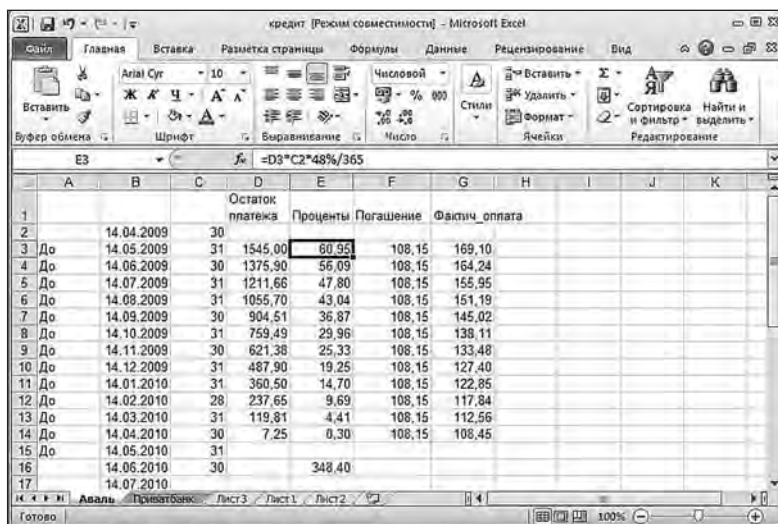 кредит [Режим совместимости] - Microsoft Excel
Файл Главная Вставка Разметка страницы Формулы Данные Рецензирование Вид
Arial Cyr 10 Числовой Вставить Σ
Вставить Ж К Ч А А % 000 Стили Удалить Сортировка и фильтр Найти и выделить
Формат
Буфер обмена Шрифт Выравнивание Число Ячейки Редактирование
E3 fx =D3*C2*48%/365
A B C D E F G H I J K
1 Остаток платежа Проценты Погашение Фактич_оплата
2 14.04.2009 30
3 До 14.05.2009 31 1545,00 60,95 108,15 169,10
4 До 14.06.2009 30 1375,90 56,09 108,15 164,24
5 До 14.07.2009 31 1211,66 47,80 108,15 155,95
6 До 14.08.2009 31 1055,70 43,04 108,15 151,19
7 До 14.09.2009 30 904,51 36,87 108,15 145,02
8 До 14.10.2009 31 759,49 29,96 108,15 138,11
9 До 14.11.2009 30 621,38 25,33 108,15 133,48
10 До 14.12.2009 31 487,90 19,25 108,15 127,40
11 До 14.01.2010 31 360,50 14,70 108,15 122,85
12 До 14.02.2010 28 237,65 9,69 108,15 117,84
13 До 14.03.2010 31 119,81 4,41 108,15 112,56
14 До 14.04.2010 30 7,25 0,30 108,15 108,45
15 До 14.05.2010 31
16 14.06.2010 30 348,40
17 14.07.2010
Аваль Приватбанк Лист3 Лист1 Лист2
Готово 100%